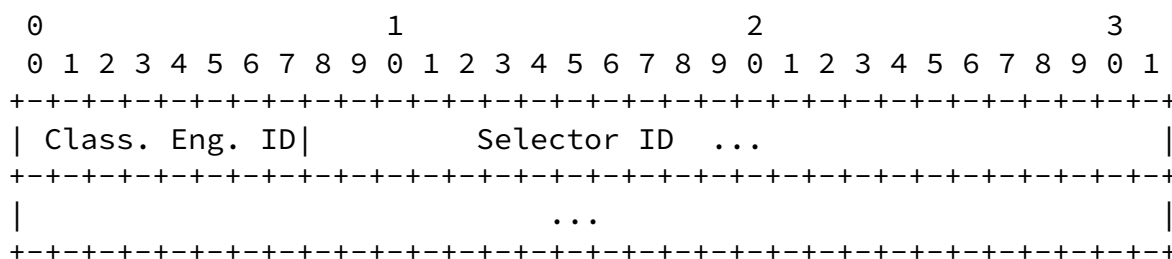 0                   1                   2                   3
 0 1 2 3 4 5 6 7 8 9 0 1 2 3 4 5 6 7 8 9 0 1 2 3 4 5 6 7 8 9 0 1
+-+-+-+-+-+-+-+-+-+-+-+-+-+-+-+-+-+-+-+-+-+-+-+-+-+-+-+-+-+-+-+-+
| Class. Eng. ID|         Selector ID  ...                      |
+-+-+-+-+-+-+-+-+-+-+-+-+-+-+-+-+-+-+-+-+-+-+-+-+-+-+-+-+-+-+-+-+
|                             ...                               |
+-+-+-+-+-+-+-+-+-+-+-+-+-+-+-+-+-+-+-+-+-+-+-+-+-+-+-+-+-+-+-+-+